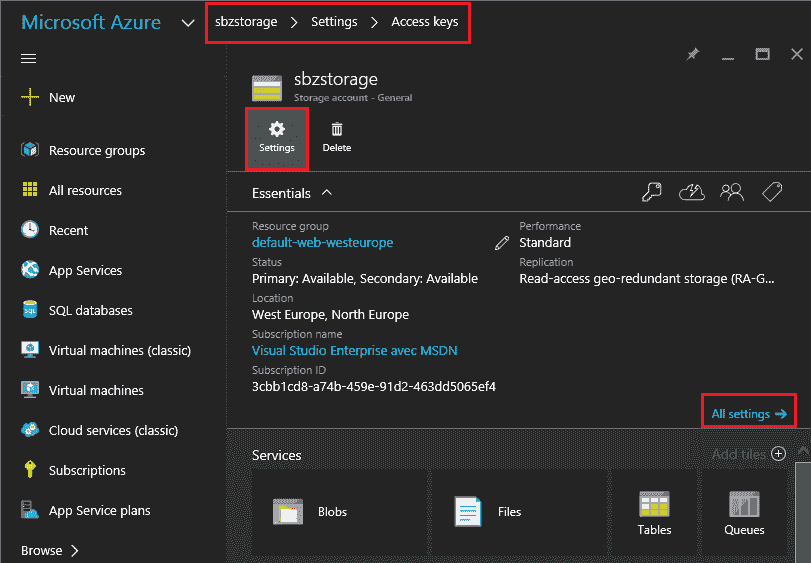 Microsoft Azure
sbzstorage > Settings > Access keys
New
Resource groups
All resources
Recent
App Services
SQL databases
Virtual machines (classic)
Virtual machines
Cloud services (classic)
Subscriptions
App Service plans
Browse >
sbzstorage
Storage account - General
Settings
Delete
Essentials
Resource group
default-web-westeurope
Status
Primary: Available, Secondary: Available
Location
West Europe, North Europe
Subscription name
Visual Studio Enterprise avec MSDN
Subscription ID
3cbb1cd8-a74b-459e-91d2-463dd5065ef4
Performance
Standard
Replication
Read-access geo-redundant storage (RA-G...
All settings →
Services
Add tiles
Blobs
Files
Tables
Queues